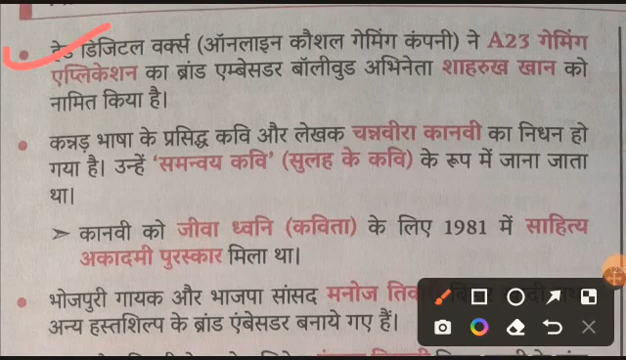 हेड डिजिटल वर्क्स (ऑनलाइन कौशल गेमिंग कंपनी) ने A23 गेमिंग
एप्लिकेशन का ब्रांड एम्बेसडर बॉलीवुड अभिनेता शाहरुख खान को
नामित किया है।
कन्नड़ भाषा के प्रसिद्ध कवि और लेखक चन्नवीरा कानवी का निधन हो
गया है। उन्हें ‘समन्वय कवि’ (सुलह के कवि) के रूप में जाना जाता
था।
➤ कानवी को जीवा ध्वनि (कविता) के लिए 1981 में साहित्य
अकादमी पुरस्कार मिला था।
भोजपुरी गायक और भाजपा सांसद मनोज
अन्य हस्तशिल्प के ब्रांड एंबेसडर बनाये गए हैं।